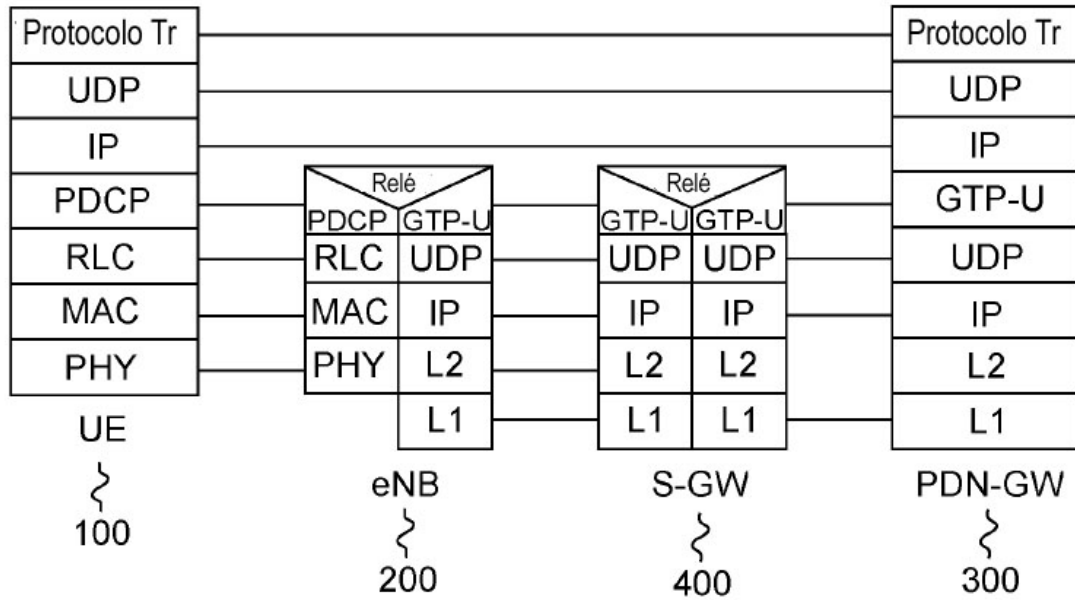 Protocolo Tr
UDP
IP
PDCP
RLC
MAC
PHY
UE
100
Relé
PDCP GTP-U
RLC UDP
MAC IP
PHY L2
L1
eNB
200
Relé
GTP-U GTP-U
UDP UDP
IP IP
L2 L2
L1 L1
S-GW
400
Protocolo Tr
UDP
IP
GTP-U
UDP
IP
L2
L1
PDN-GW
300